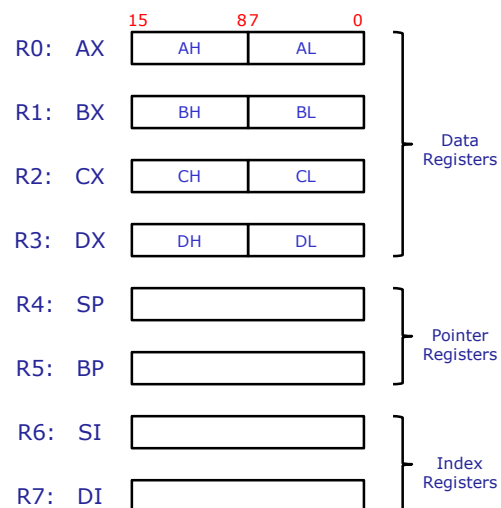 15 87 0
R0: AX AH AL
R1: BX BH BL
Data
Registers
R2: CX CH CL
R3: DX DH DL
R4: SP
Pointer
Registers
R5: BP
R6: SI
Index
Registers
R7: DI